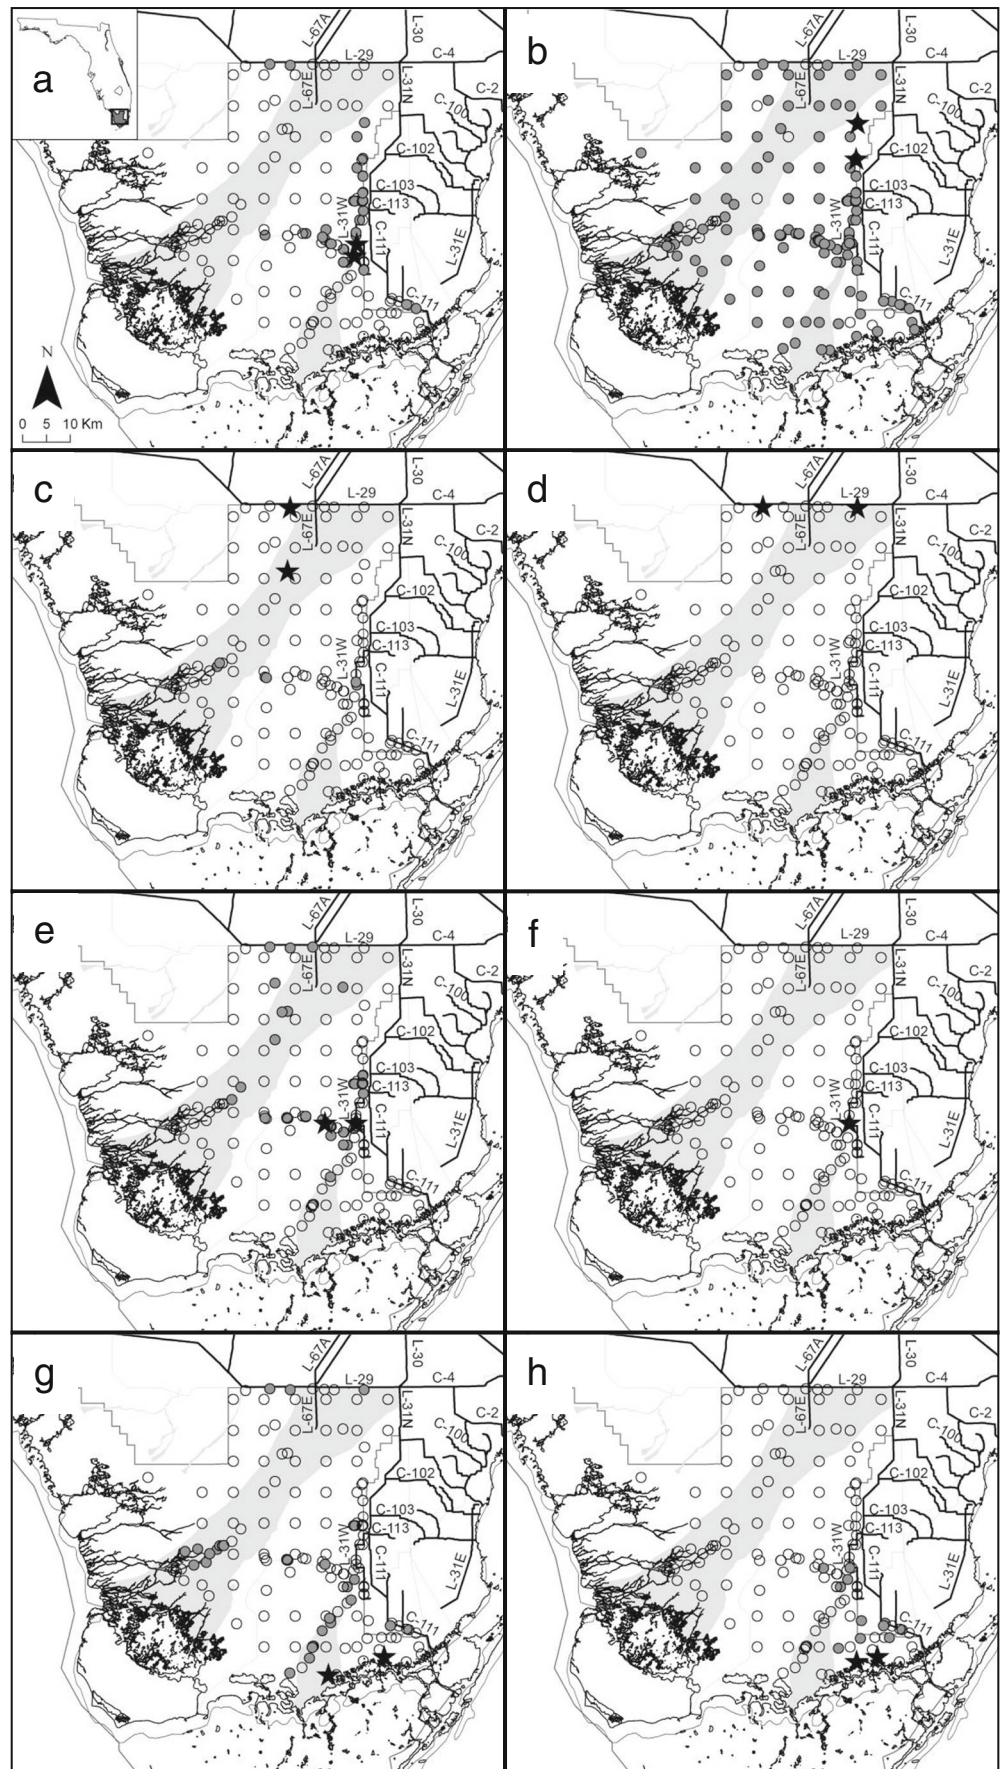 a
L-67A
L-30
L-29
C-4
L-67E
L-31N
C-2
C-100
C-102
C-103
C-113
L-31W
C-111
L-31E
C-111
N
0 5 10 Km
b
L-67A
L-30
L-29
C-4
L-67E
L-31N
C-2
C-100
C-102
C-103
C-113
L-31W
C-111
L-31E
C-111
c
L-67A
L-30
L-29
C-4
L-67E
L-31N
C-2
C-100
C-102
C-103
C-113
L-31W
C-111
L-31E
C-111
d
L-67A
L-30
L-29
C-4
L-67E
L-31N
C-2
C-100
C-102
C-103
C-113
L-31W
C-111
L-31E
C-111
e
L-67A
L-30
L-29
C-4
L-67E
L-31N
C-2
C-100
C-102
C-103
C-113
L-31W
C-111
L-31E
C-111
f
L-67A
L-30
L-29
C-4
L-67E
L-31N
C-2
C-100
C-102
C-103
C-113
L-31W
C-111
L-31E
C-111
g
L-67A
L-30
L-29
C-4
L-67E
L-31N
C-2
C-100
C-102
C-103
C-113
L-31W
C-111
L-31E
C-111
h
L-67A
L-30
L-29
C-4
L-67E
L-31N
C-2
C-100
C-102
C-103
C-113
L-31W
C-111
L-31E
C-111